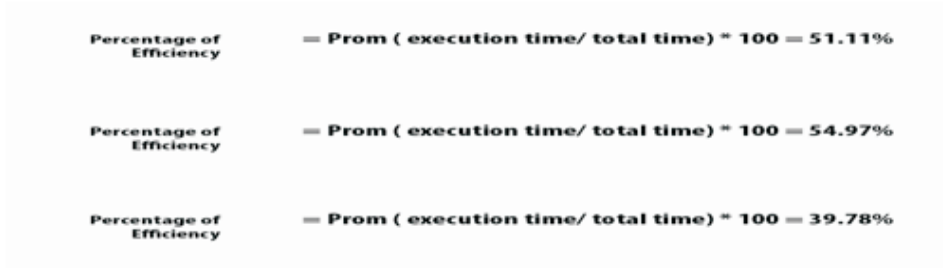 Percentage of = Prom ( execution time/ total time) * 100 = 51.11%
Efficiency
Percentage of = Prom ( execution time/ total time) * 100 = 54.97%
Efficiency
Percentage of = Prom ( execution time/ total time) * 100 = 39.78%
Efficiency